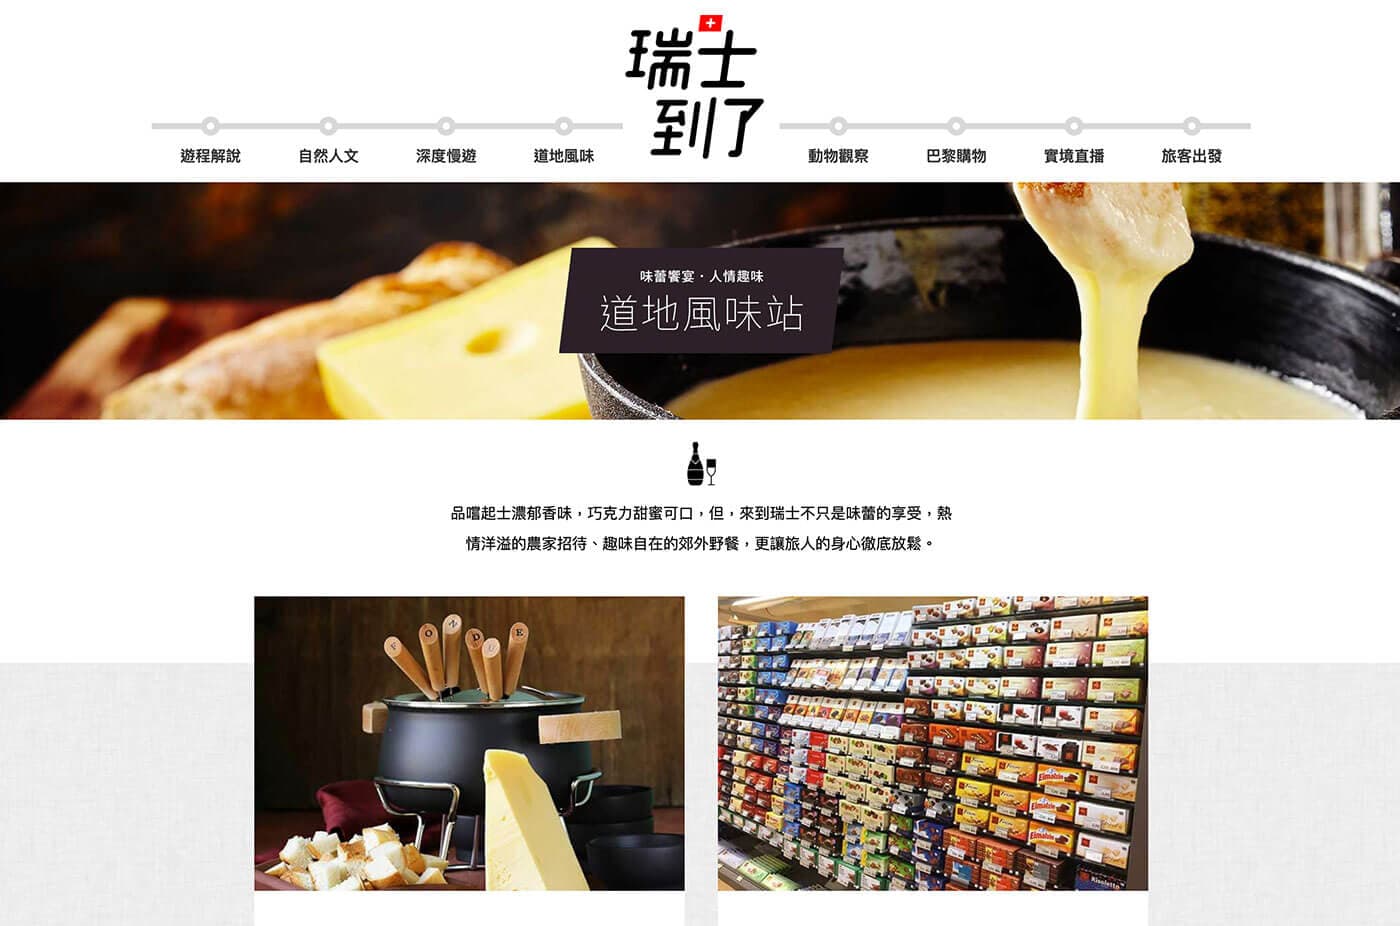 瑞士
到了
遊程解說 自然人文 深度慢遊 道地風味 動物觀察 巴黎購物 實境直播 旅客出發
味蕾饗宴・人情趣味
道地風味站
品嚐起士濃郁香味，巧克力甜蜜可口，但，來到瑞士不只是味蕾的享受，熱
情洋溢的農家招待、趣味自在的郊外野餐，更讓旅人的身心徹底放鬆。
F O N D U E